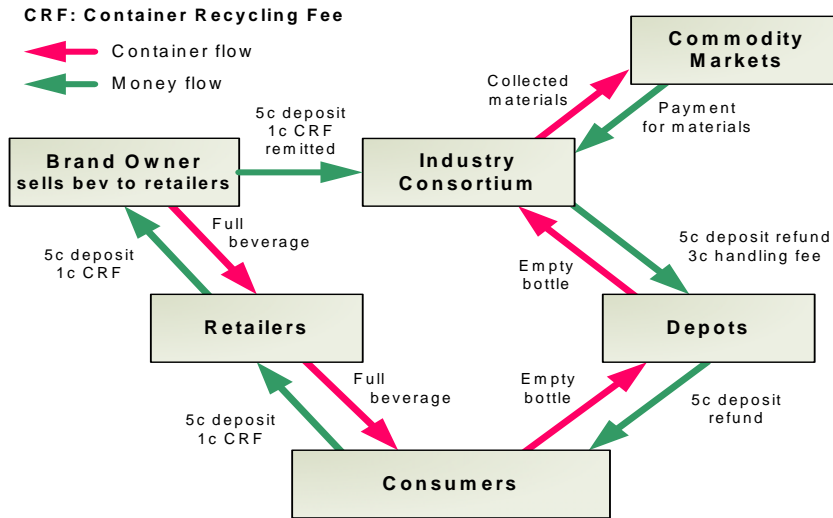 CRF: Container Recycling Fee
Container flow
Money flow
Commodity
Markets
Collected
materials
Payment
for materials
5c deposit
1c CRF
remitted
Brand Owner
sells bev to retailers
Industry
Consortium
Full
beverage
5c deposit
1c CRF
5c deposit refund
3c handling fee
Empty
bottle
Retailers
Depots
Full
beverage
Empty
bottle
5c deposit
1c CRF
5c deposit
refund
Consumers